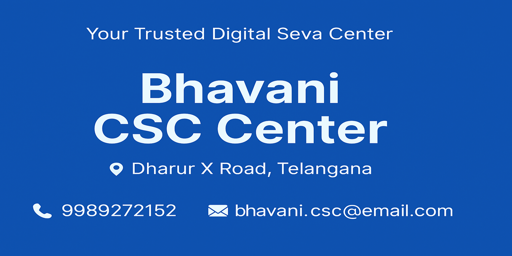 Your Trusted Digital Seva Center
Bhavani
CSC Center
Dharur X Road, Telangana
9989272152 bhavani.csc@email.com